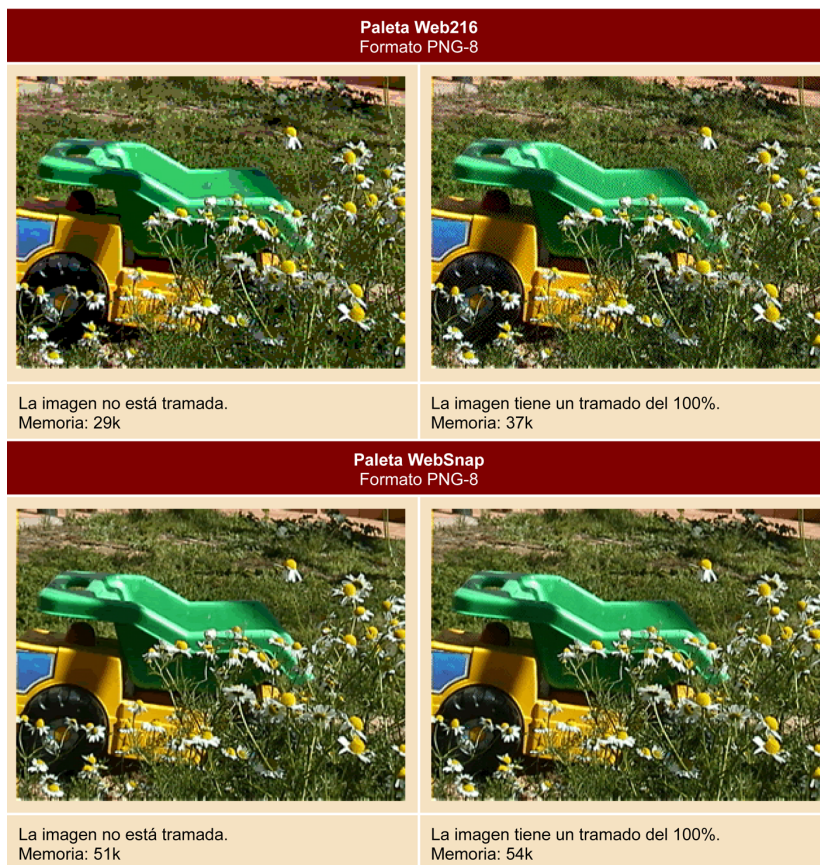 Paleta Web216
Formato PNG-8
La imagen no está tramada.
Memoria: 29k
La imagen tiene un tramado del 100%.
Memoria: 37k
Paleta WebSnap
Formato PNG-8
La imagen no está tramada.
Memoria: 51k
La imagen tiene un tramado del 100%.
Memoria: 54k